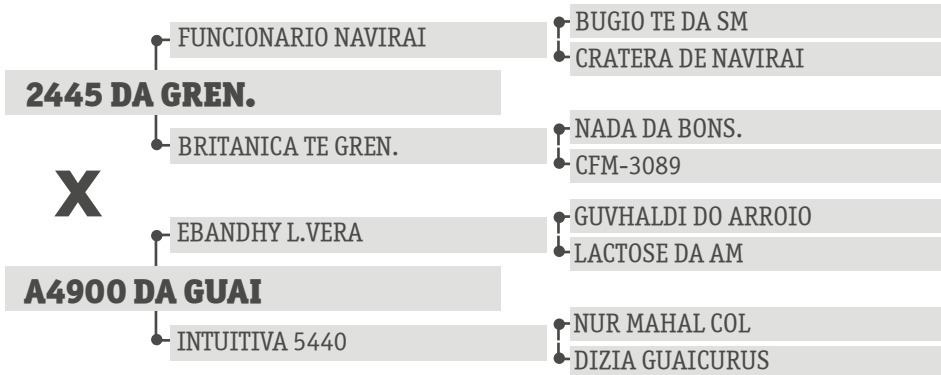 FUNCIONARIO NAVIRAI
BUGIO TE DA SM
CRATERA DE NAVIRAI
2445 DA GREN.
BRITANICA TE GREN.
NADA DA BONS.
CFM-3089
X
EBANDHY L.VERA
GUVHALDI DO ARROIO
LACTOSE DA AM
A4900 DA GUAI
INTUITIVA 5440
NUR MAHAL COL
DIZIA GUAICURUS